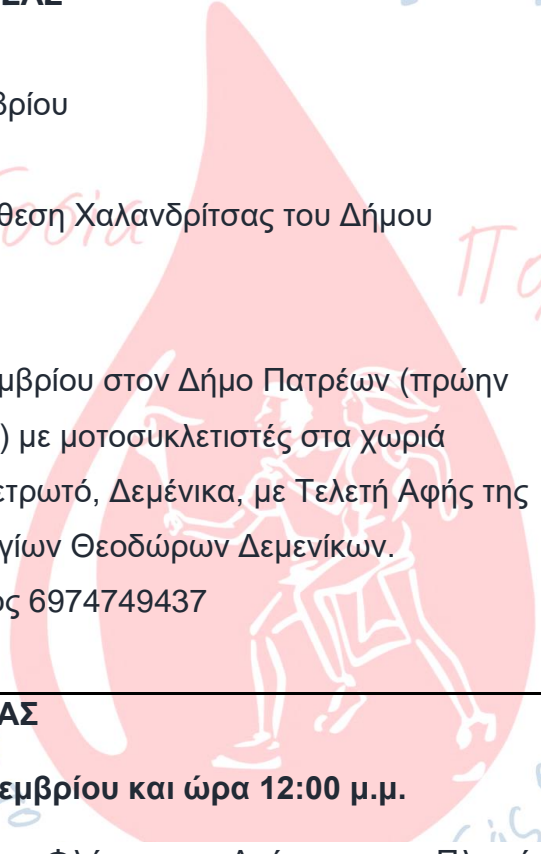 βρίου
θεση Χαλανδρίτσας του Δήμου
μβρίου στον Δήμο Πατρέων (πρώην
) με μοτοσυκλετιστές στα χωριά
ετρωτό, Δεμένικα, με Τελετή Αφής της
γίων Θεοδώρων Δεμενίκων.
ος 6974749437
ΑΣ
εμβρίου και ώρα 12:00 μ.μ.